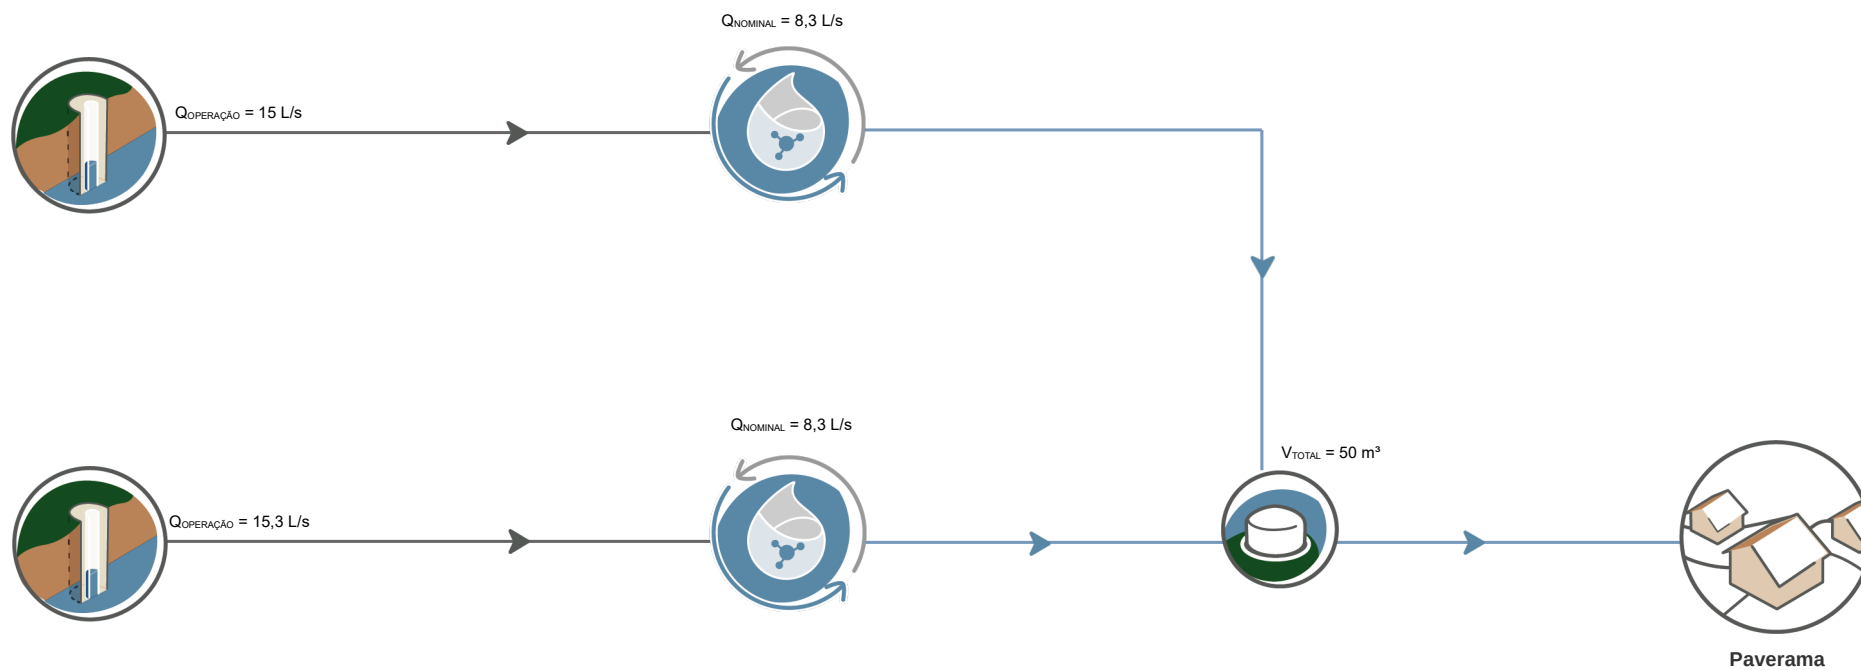 QNOMINAL = 8,3 L/s
QOPERAÇÃO = 15 L/s
QNOMINAL = 8,3 L/s
VTOTAL = 50 m³
QOPERAÇÃO = 15,3 L/s
Paverama